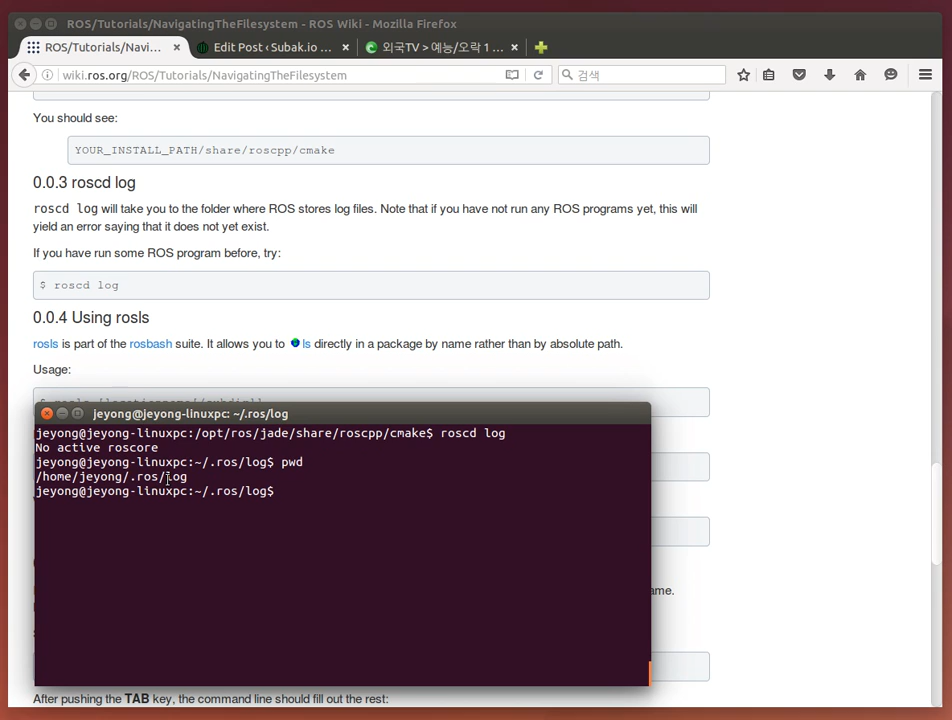 ROS/Tutorials/NavigatingTheFilesystem - ROS Wiki - Mozilla Firefox
ROS/Tutorials/Navi... × Edit Post ‹ Subak.io ... × 외국TV > 예능/오락 1 ... ×
wiki.ros.org/ROS/Tutorials/NavigatingTheFilesystem 검색
You should see:
YOUR_INSTALL_PATH/share/roscpp/cmake
0.0.3 roscd log
roscd log will take you to the folder where ROS stores log files. Note that if you have not run any ROS programs yet, this will
yield an error saying that it does not yet exist.
If you have run some ROS program before, try:
$ roscd log
0.0.4 Using rosls
rosls is part of the rosbash suite. It allows you to ls directly in a package by name rather than by absolute path.
Usage:
jeyong@jeyong-linuxpc: ~/.ros/log
jeyong@jeyong-linuxpc:/opt/ros/jade/share/roscpp/cmake$ roscd log
No active roscore
jeyong@jeyong-linuxpc:~/.ros/log$ pwd
/home/jeyong/.ros/log
jeyong@jeyong-linuxpc:~/.ros/log$
ame.
After pushing the TAB key, the command line should fill out the rest: